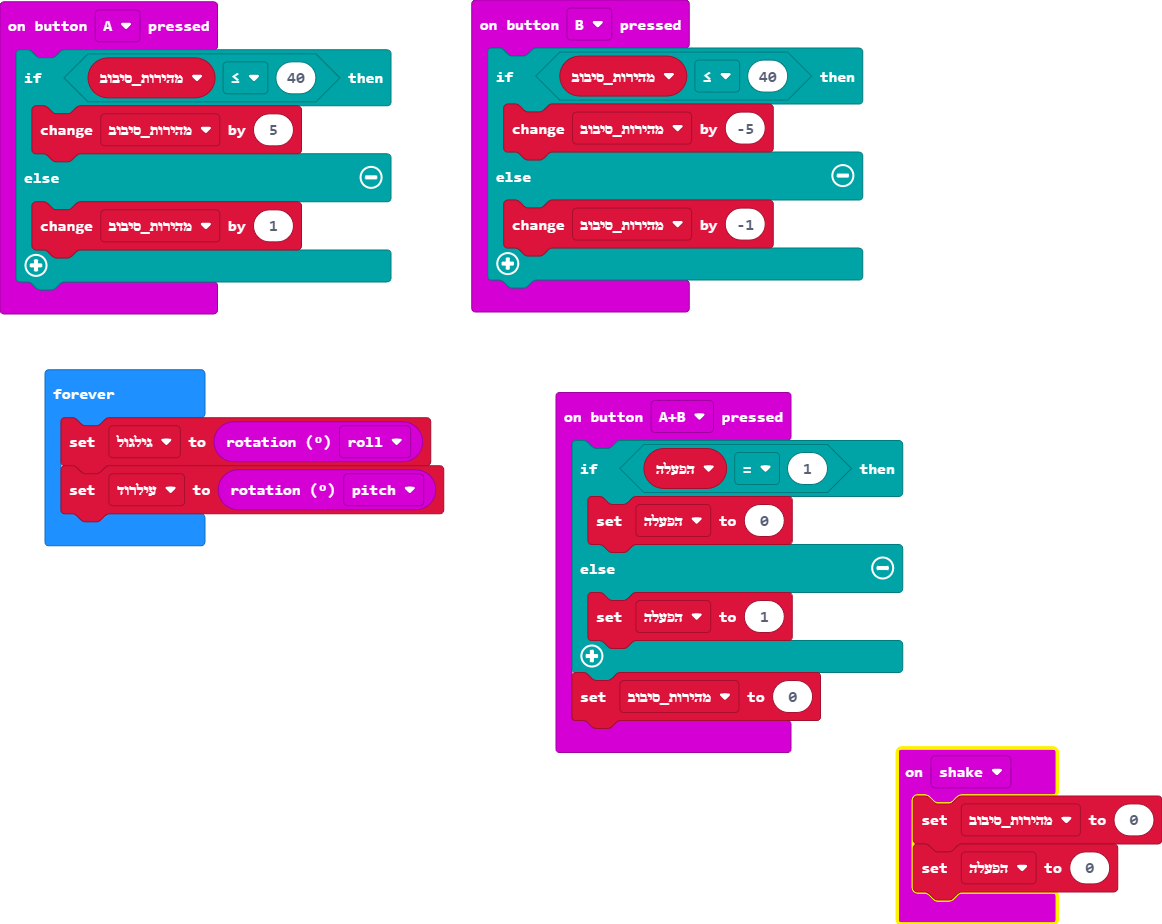 on button A pressed
if מהירות_סיבוב ≤ 40 then
change מהירות_סיבוב by 5
else
change מהירות_סיבוב by 1
on button B pressed
if מהירות_סיבוב ≤ 40 then
change מהירות_סיבוב by -5
else
change מהירות_סיבוב by -1
forever
set גילגול to rotation (º) roll
set עילרוד to rotation (º) pitch
on button A+B pressed
if הפעלה = 1 then
set הפעלה to 0
else
set הפעלה to 1
set מהירות_סיבוב to 0
on shake
set מהירות_סיבוב to 0
set הפעלה to 0